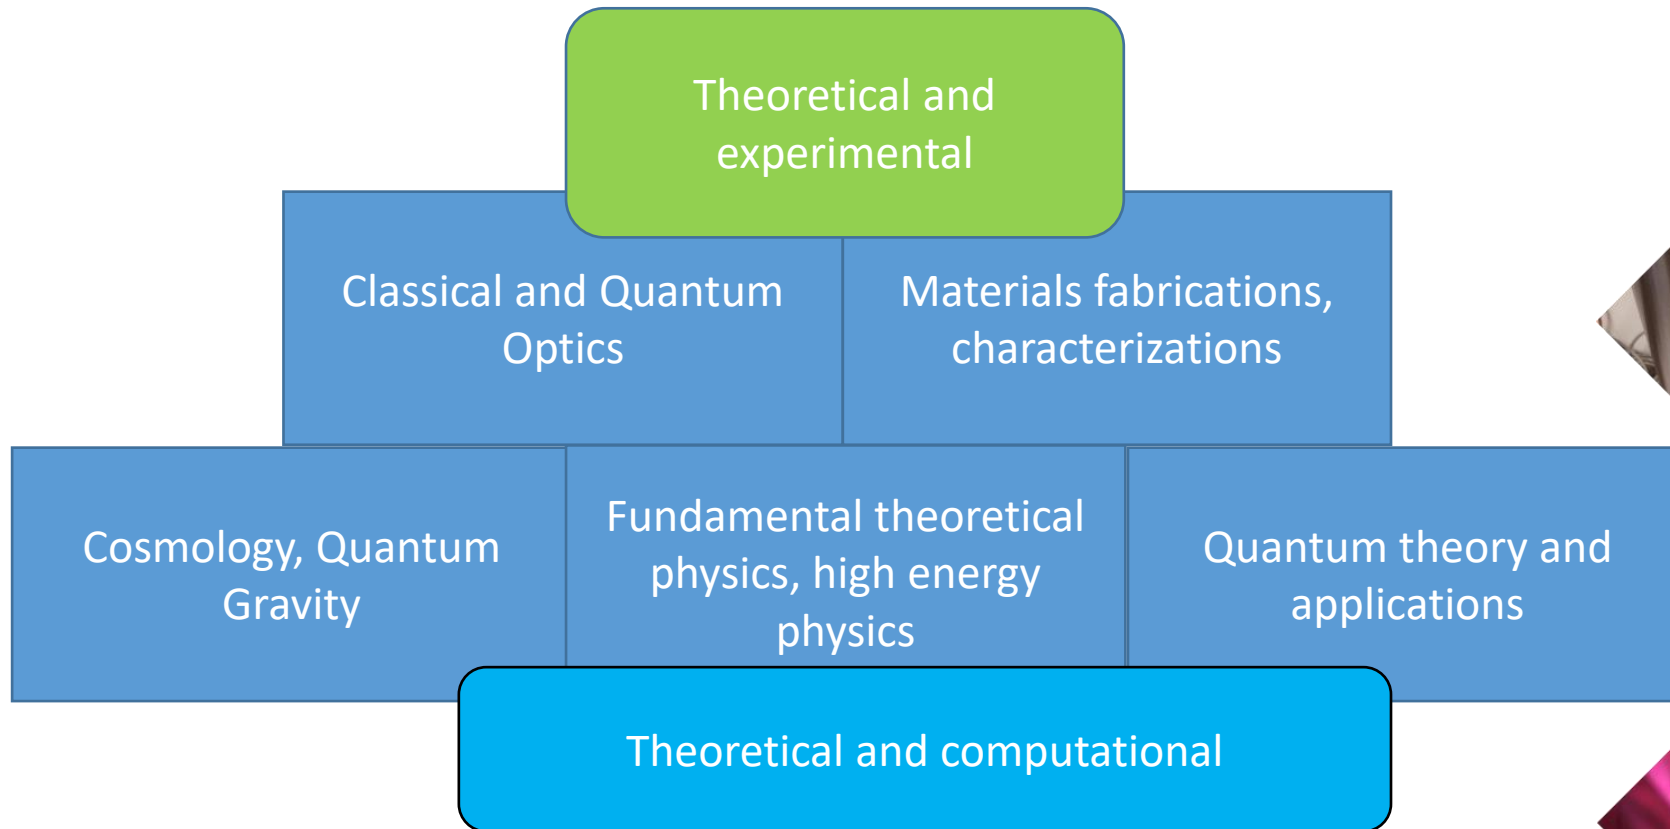 Theoretical and
experimental
Classical and Quantum
Optics
Materials fabrications,
characterizations
Cosmology, Quantum
Gravity
Fundamental theoretical
physics, high energy
physics
Quantum theory and
applications
Theoretical and computational